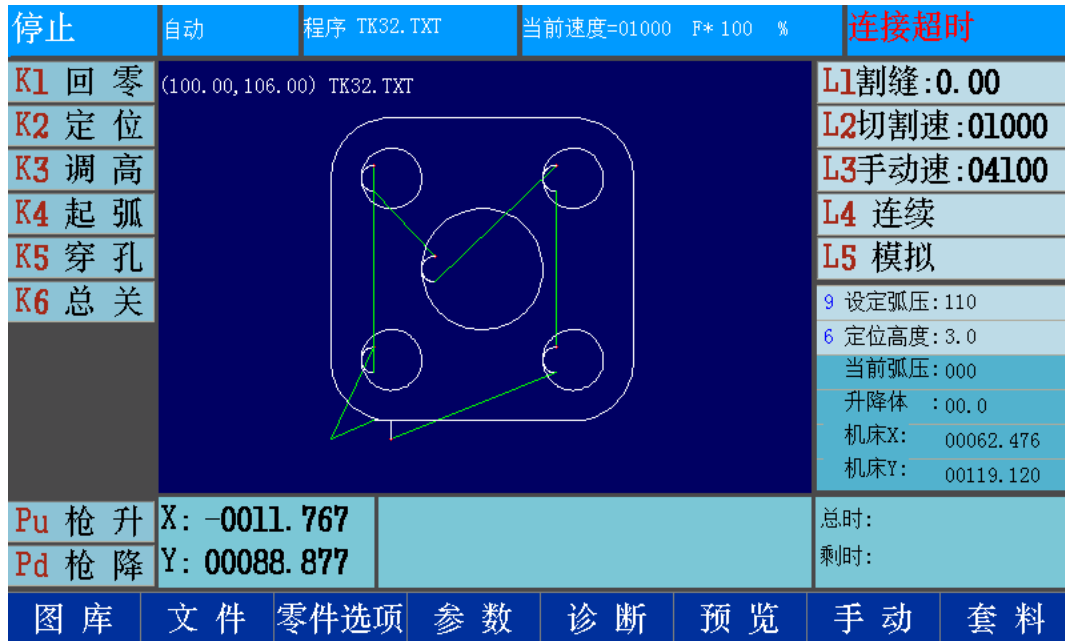 停止 自动 程序 TK32.TXT 当前速度=01000 F*100 % 连接超时
K1 回零
K2 定位
K3 调高
K4 起弧
K5 穿孔
K6 总关
(100.00,106.00) TK32.TXT
L1割缝:0.00
L2切割速:01000
L3手动速:04100
L4 连续
L5 模拟
9 设定弧压:110
6 定位高度:3.0
当前弧压:000
升降体 :00.0
机床X: 00062.476
机床Y: 00119.120
Pu 枪升
Pd 枪降
X: -0011.767
Y: 00088.877
总时:
剩时:
图库 文件 零件选项 参数 诊断 预览 手动 套料